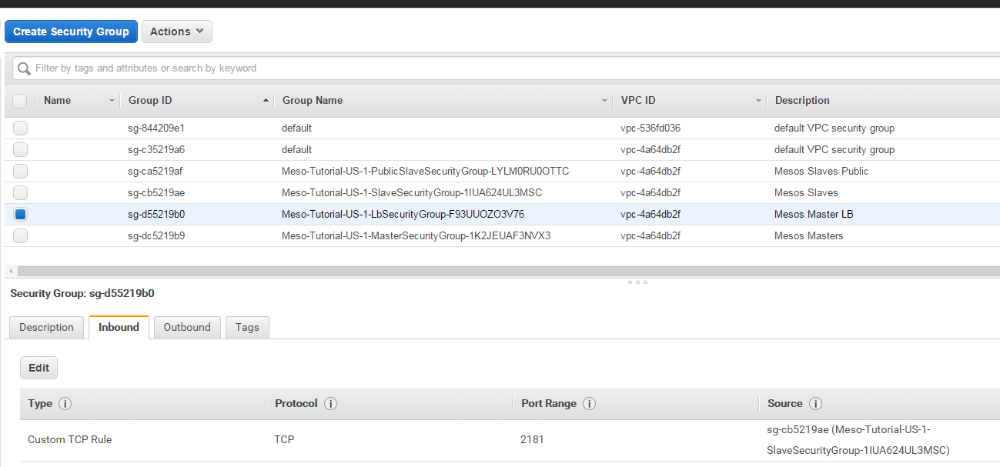 Create Security Group Actions
Filter by tags and attributes or search by keyword
Name Group ID Group Name VPC ID Description
sg-844209e1 default vpc-536fd036 default VPC security group
sg-c35219a6 default vpc-4a64db2f default VPC security group
sg-ca5219af Meso-Tutorial-US-1-PublicSlaveSecurityGroup-LYLM0RU0OTTC vpc-4a64db2f Mesos Slaves Public
sg-cb5219ae Meso-Tutorial-US-1-SlaveSecurityGroup-1IUA624UL3MSC vpc-4a64db2f Mesos Slaves
sg-d55219b0 Meso-Tutorial-US-1-LbSecurityGroup-F93UUOZO3V76 vpc-4a64db2f Mesos Master LB
sg-dc5219b9 Meso-Tutorial-US-1-MasterSecurityGroup-1K2JEUAF3NVX3 vpc-4a64db2f Mesos Masters
Security Group: sg-d55219b0
Description Inbound Outbound Tags
Edit
Type Protocol Port Range Source
Custom TCP Rule TCP 2181 sg-cb5219ae (Meso-Tutorial-US-1-
SlaveSecurityGroup-1IUA624UL3MSC)